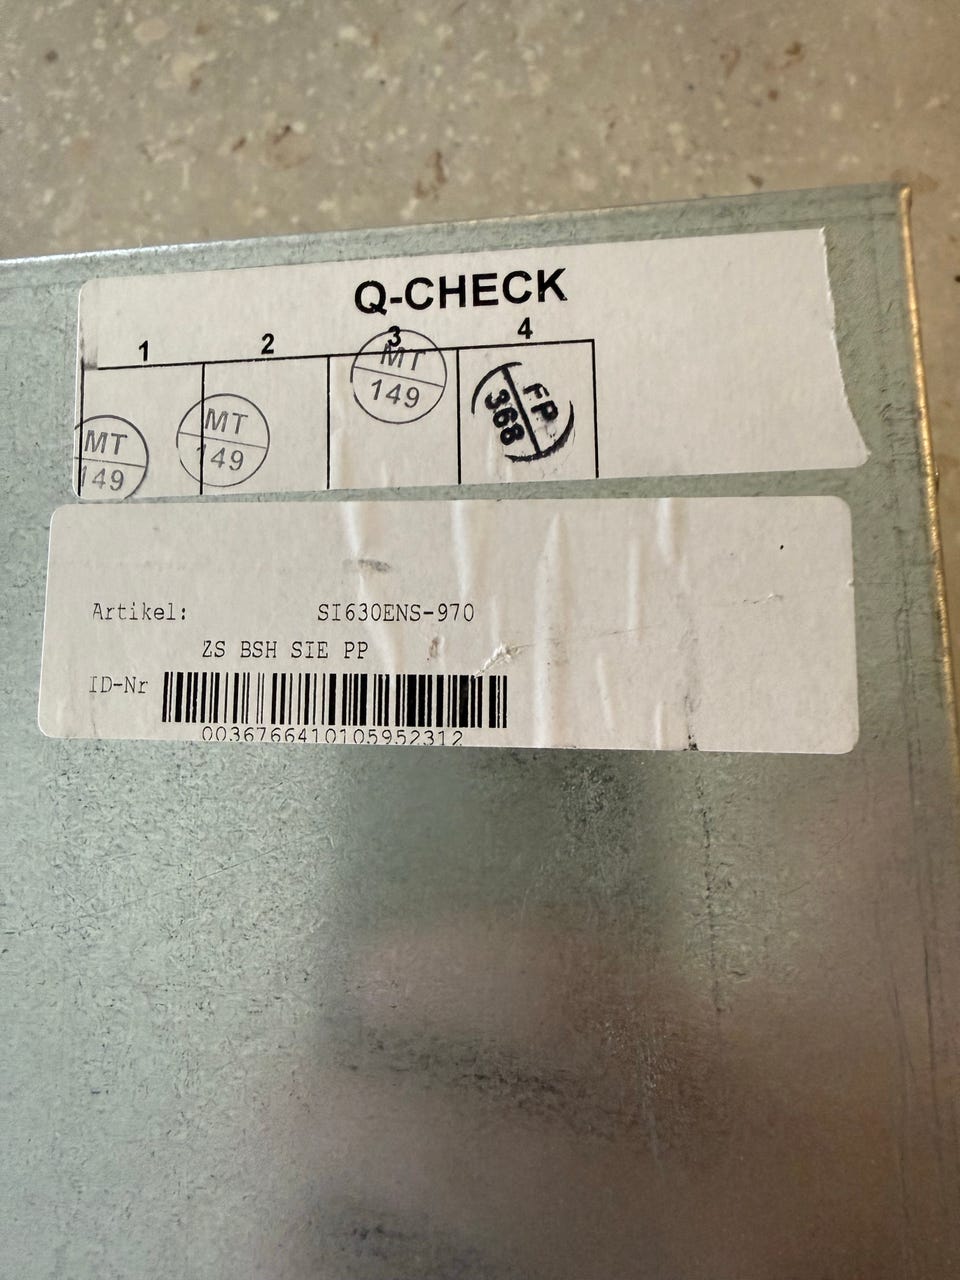 Q-CHECK
1 2 3 4
MT
149
MT
149
MT
149
FP
368
Artikel: SI630ENS-970
ZS BSH SIE PP
ID-Nr
0036766410105952312